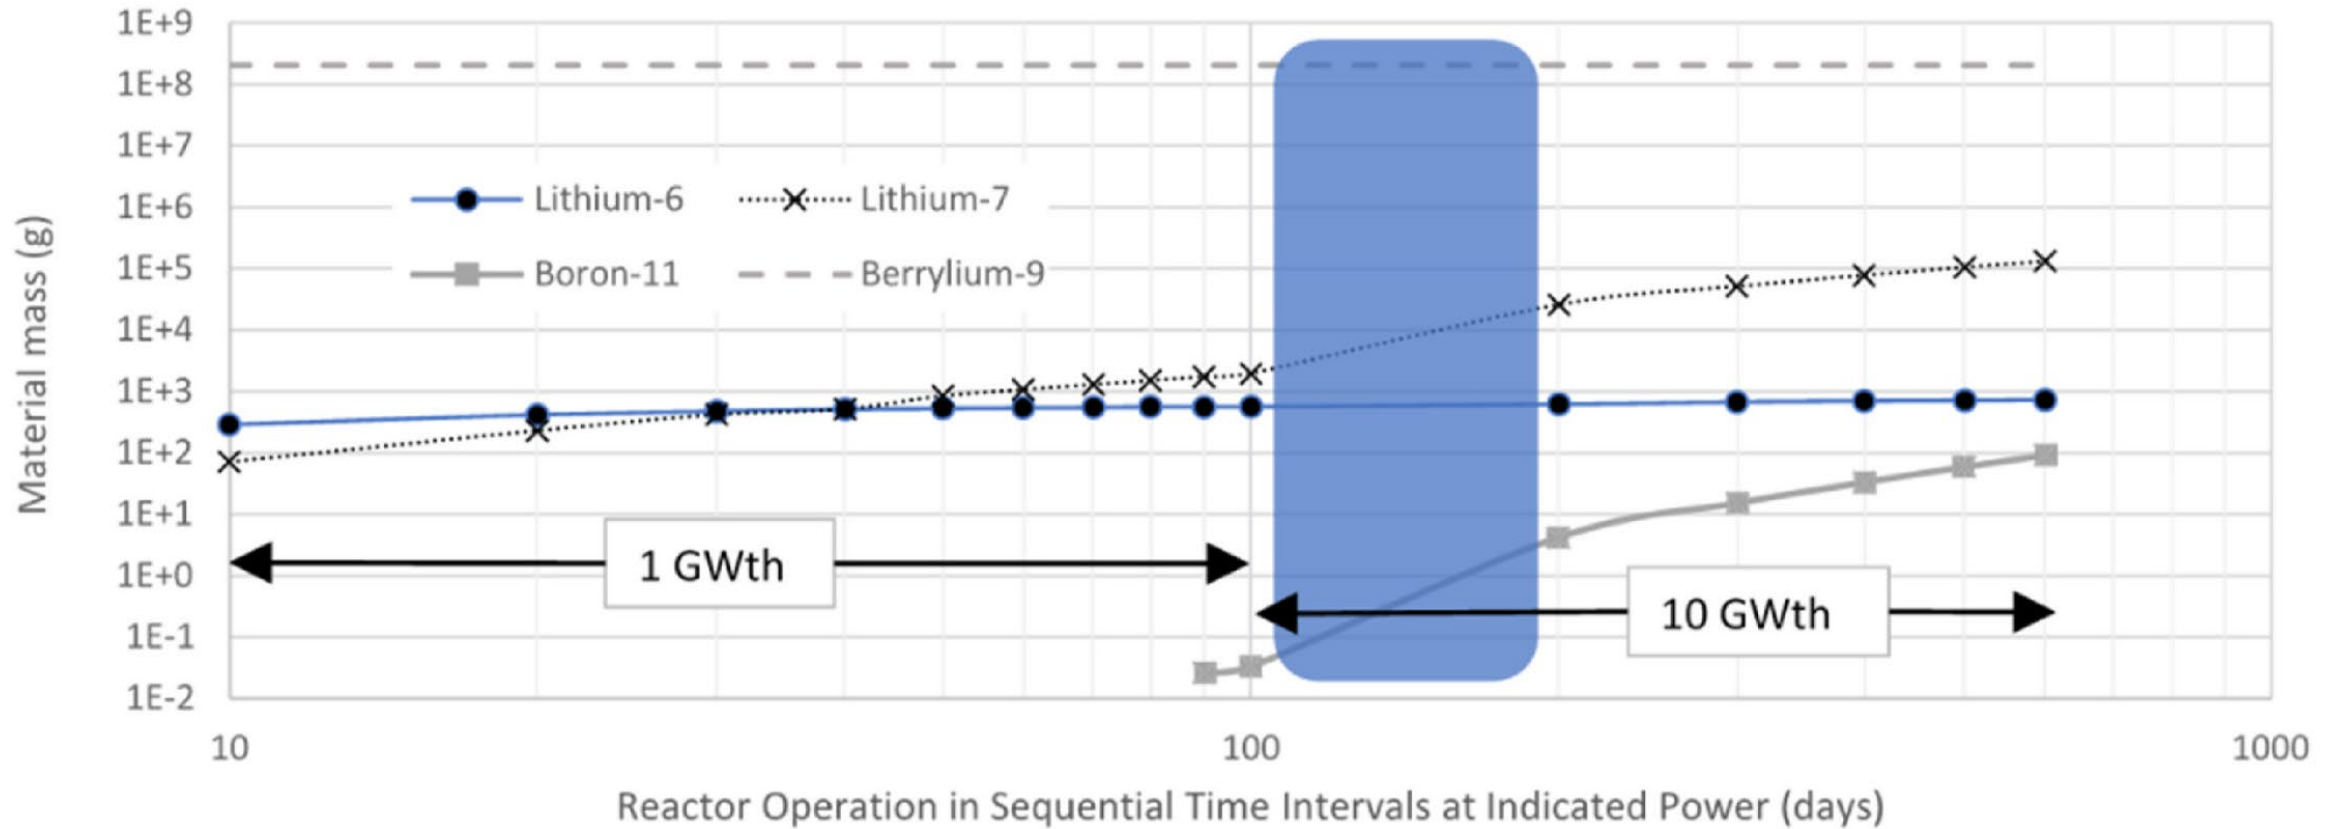 1E+9
1E+8
1E+7
1E+6
1E+5
1E+4
1E+3
1E+2
1E+1
1E+0
1E-1
1E-2
Material mass (g)
Lithium-6
Lithium-7
Boron-11
Berrylium-9
1 GWth
10 GWth
10
100
1000
Reactor Operation in Sequential Time Intervals at Indicated Power (days)